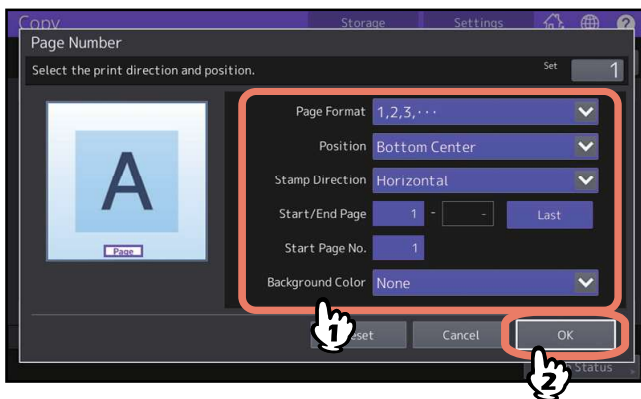 Copy Storage Settings
Page Number
Select the print direction and position. Set 1
Page Format 1,2,3,···
Position Bottom Center
Stamp Direction Horizontal
Start/End Page 1 - - Last
Start Page No. 1
Background Color None
A
Page
1
Cancel OK
2
Status